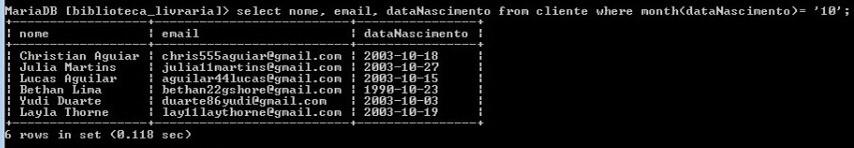 MariaDB [biblioteca_livraria]> select nome, email, dataNascimento from cliente where month(dataNascimento)= '10';
+------------------+--------------------------+----------------+
| nome | email | dataNascimento |
+------------------+--------------------------+----------------+
| Christian Aguiar | chris555aguiar@gmail.com | 2003-10-18 |
| Julia Martins | julia11martins@gmail.com | 2003-10-27 |
| Lucas Aguilar | aguilar44lucas@gmail.com | 2003-10-15 |
| Bethan Lima | bethan22gshore@gmail.com | 1990-10-23 |
| Yudi Duarte | duarte86yudi@gmail.com | 2003-10-03 |
| Layla Thorne | lay11laythorne@gmail.com | 2003-10-19 |
+------------------+--------------------------+----------------+
6 rows in set (0.118 sec)